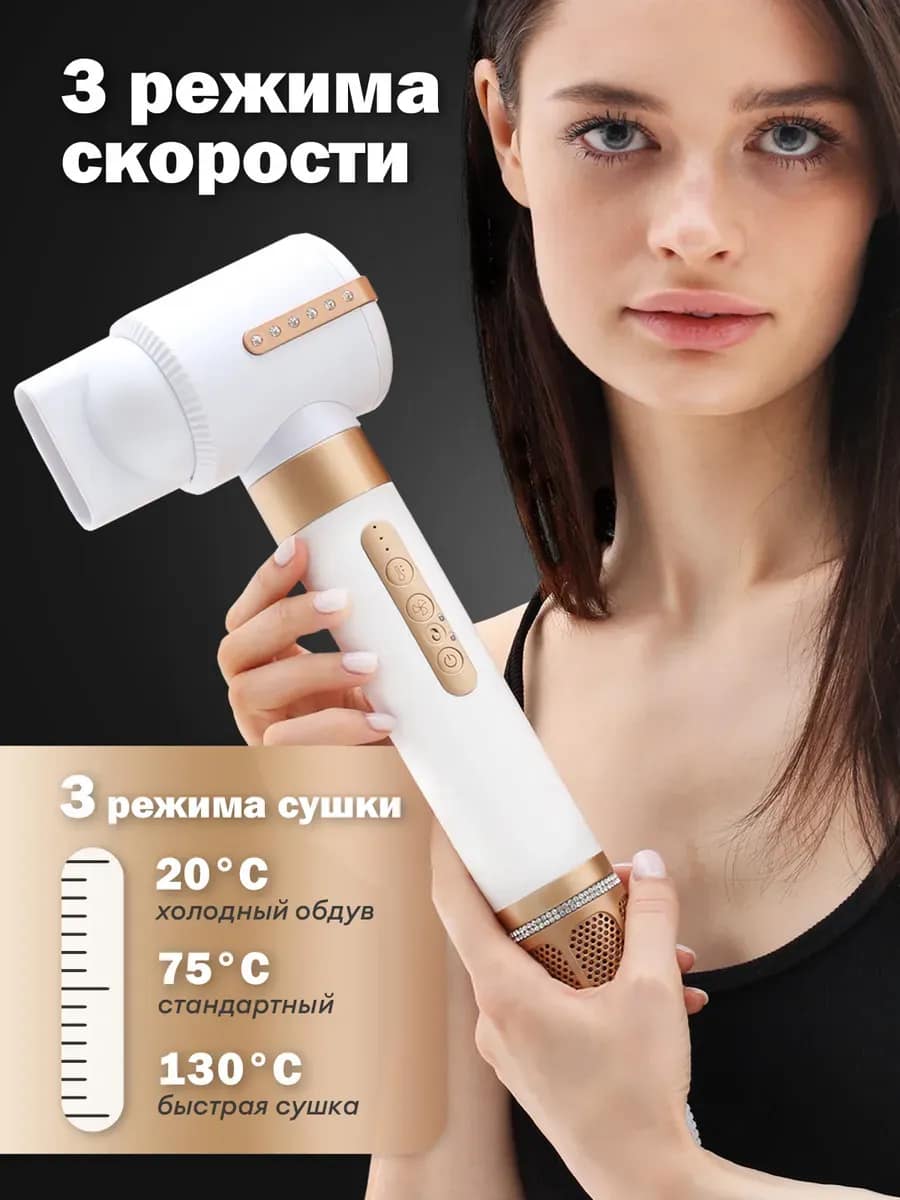 3 режима
скорости
3 режима сушки
20°C
холодный обдув
75°C
стандартный
130°C
быстрая сушка